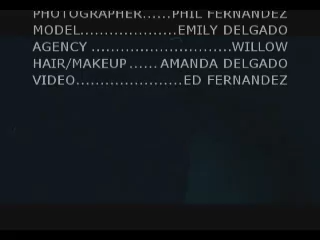 PHOTOGRAPHER......PHIL FERNANDEZ
MODEL.....................EMILY DELGADO
AGENCY ..............................WILLOW
HAIR/MAKEUP ...... AMANDA DELGADO
VIDEO.......................ED FERNANDEZ